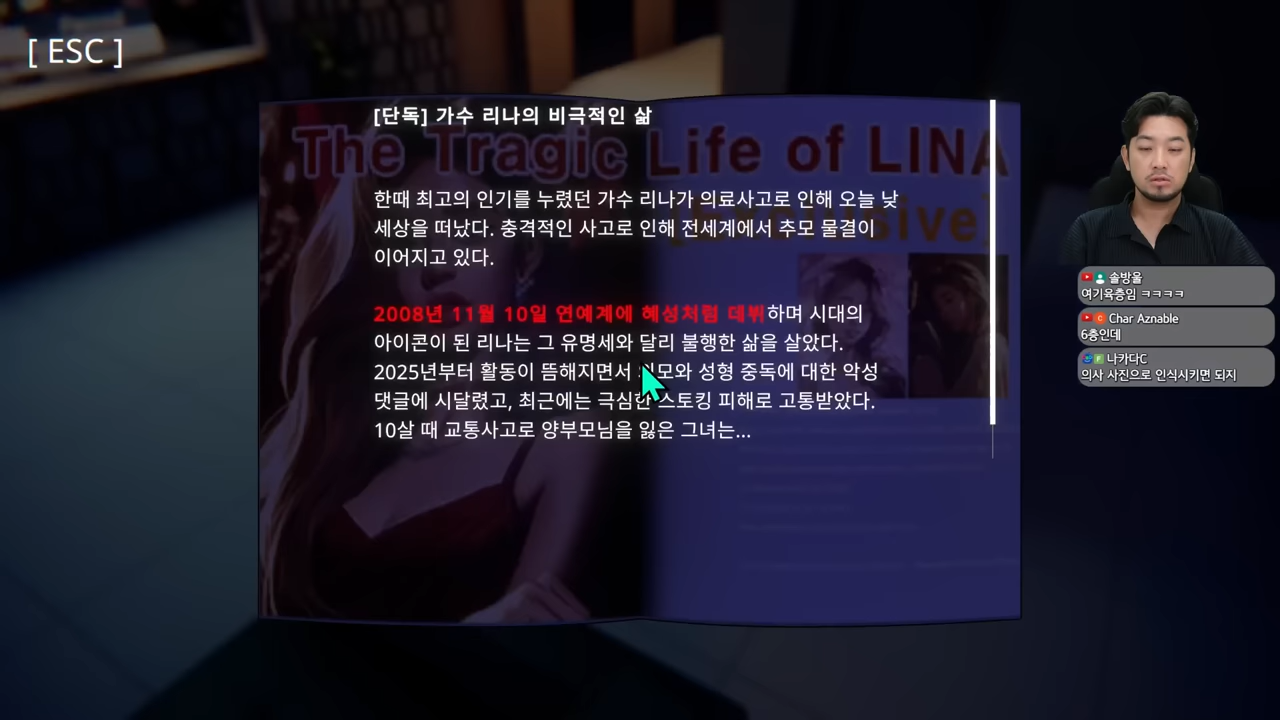 [ ESC ]
[단독] 가수 리나의 비극적인 삶
The Tragic Life of LINA
한때 최고의 인기를 누렸던 가수 리나가 의료사고로 인해 오늘 낮
세상을 떠났다. 충격적인 사고로 인해 전세계에서 추모 물결이
이어지고 있다.
2008년 11월 10일 연예계에 혜성처럼 데뷔하며 시대의
아이콘이 된 리나는 그 유명세와 달리 불행한 삶을 살았다.
2025년부터 활동이 뜸해지면서 외모와 성형 중독에 대한 악성
댓글에 시달렸고, 최근에는 극심한 스토킹 피해로 고통받았다.
10살 때 교통사고로 양부모님을 잃은 그녀는...
솔방울
여기육층임 ㅋㅋㅋㅋ
Char Aznable
6층인데
나카다C
의사 사진으로 인식시키면 되지